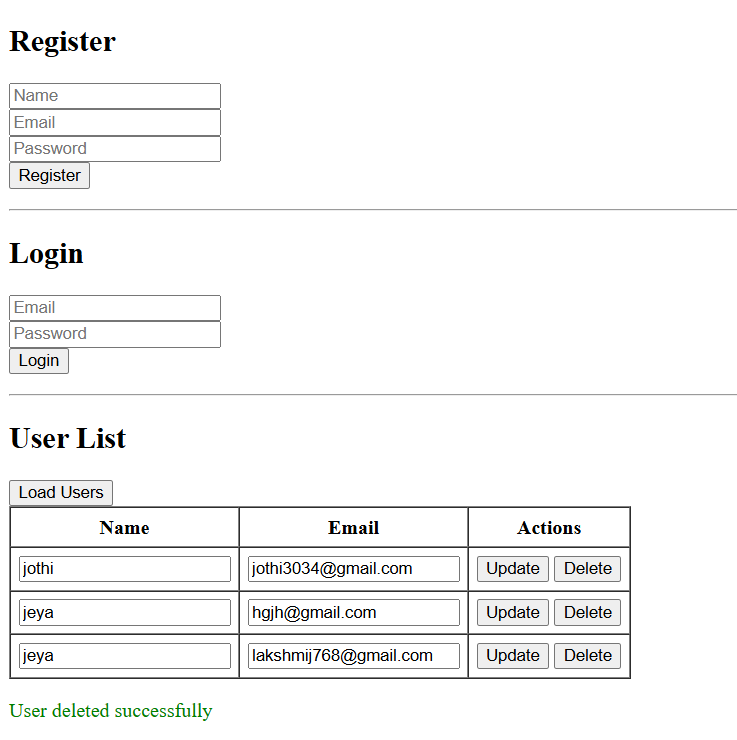 Register
Name
Email
Password
Register
Login
Email
Password
Login
User List
Load Users
Name Email Actions
jothi jothi3034@gmail.com Update Delete
jeya hgjh@gmail.com Update Delete
jeya lakshmij768@gmail.com Update Delete
User deleted successfully